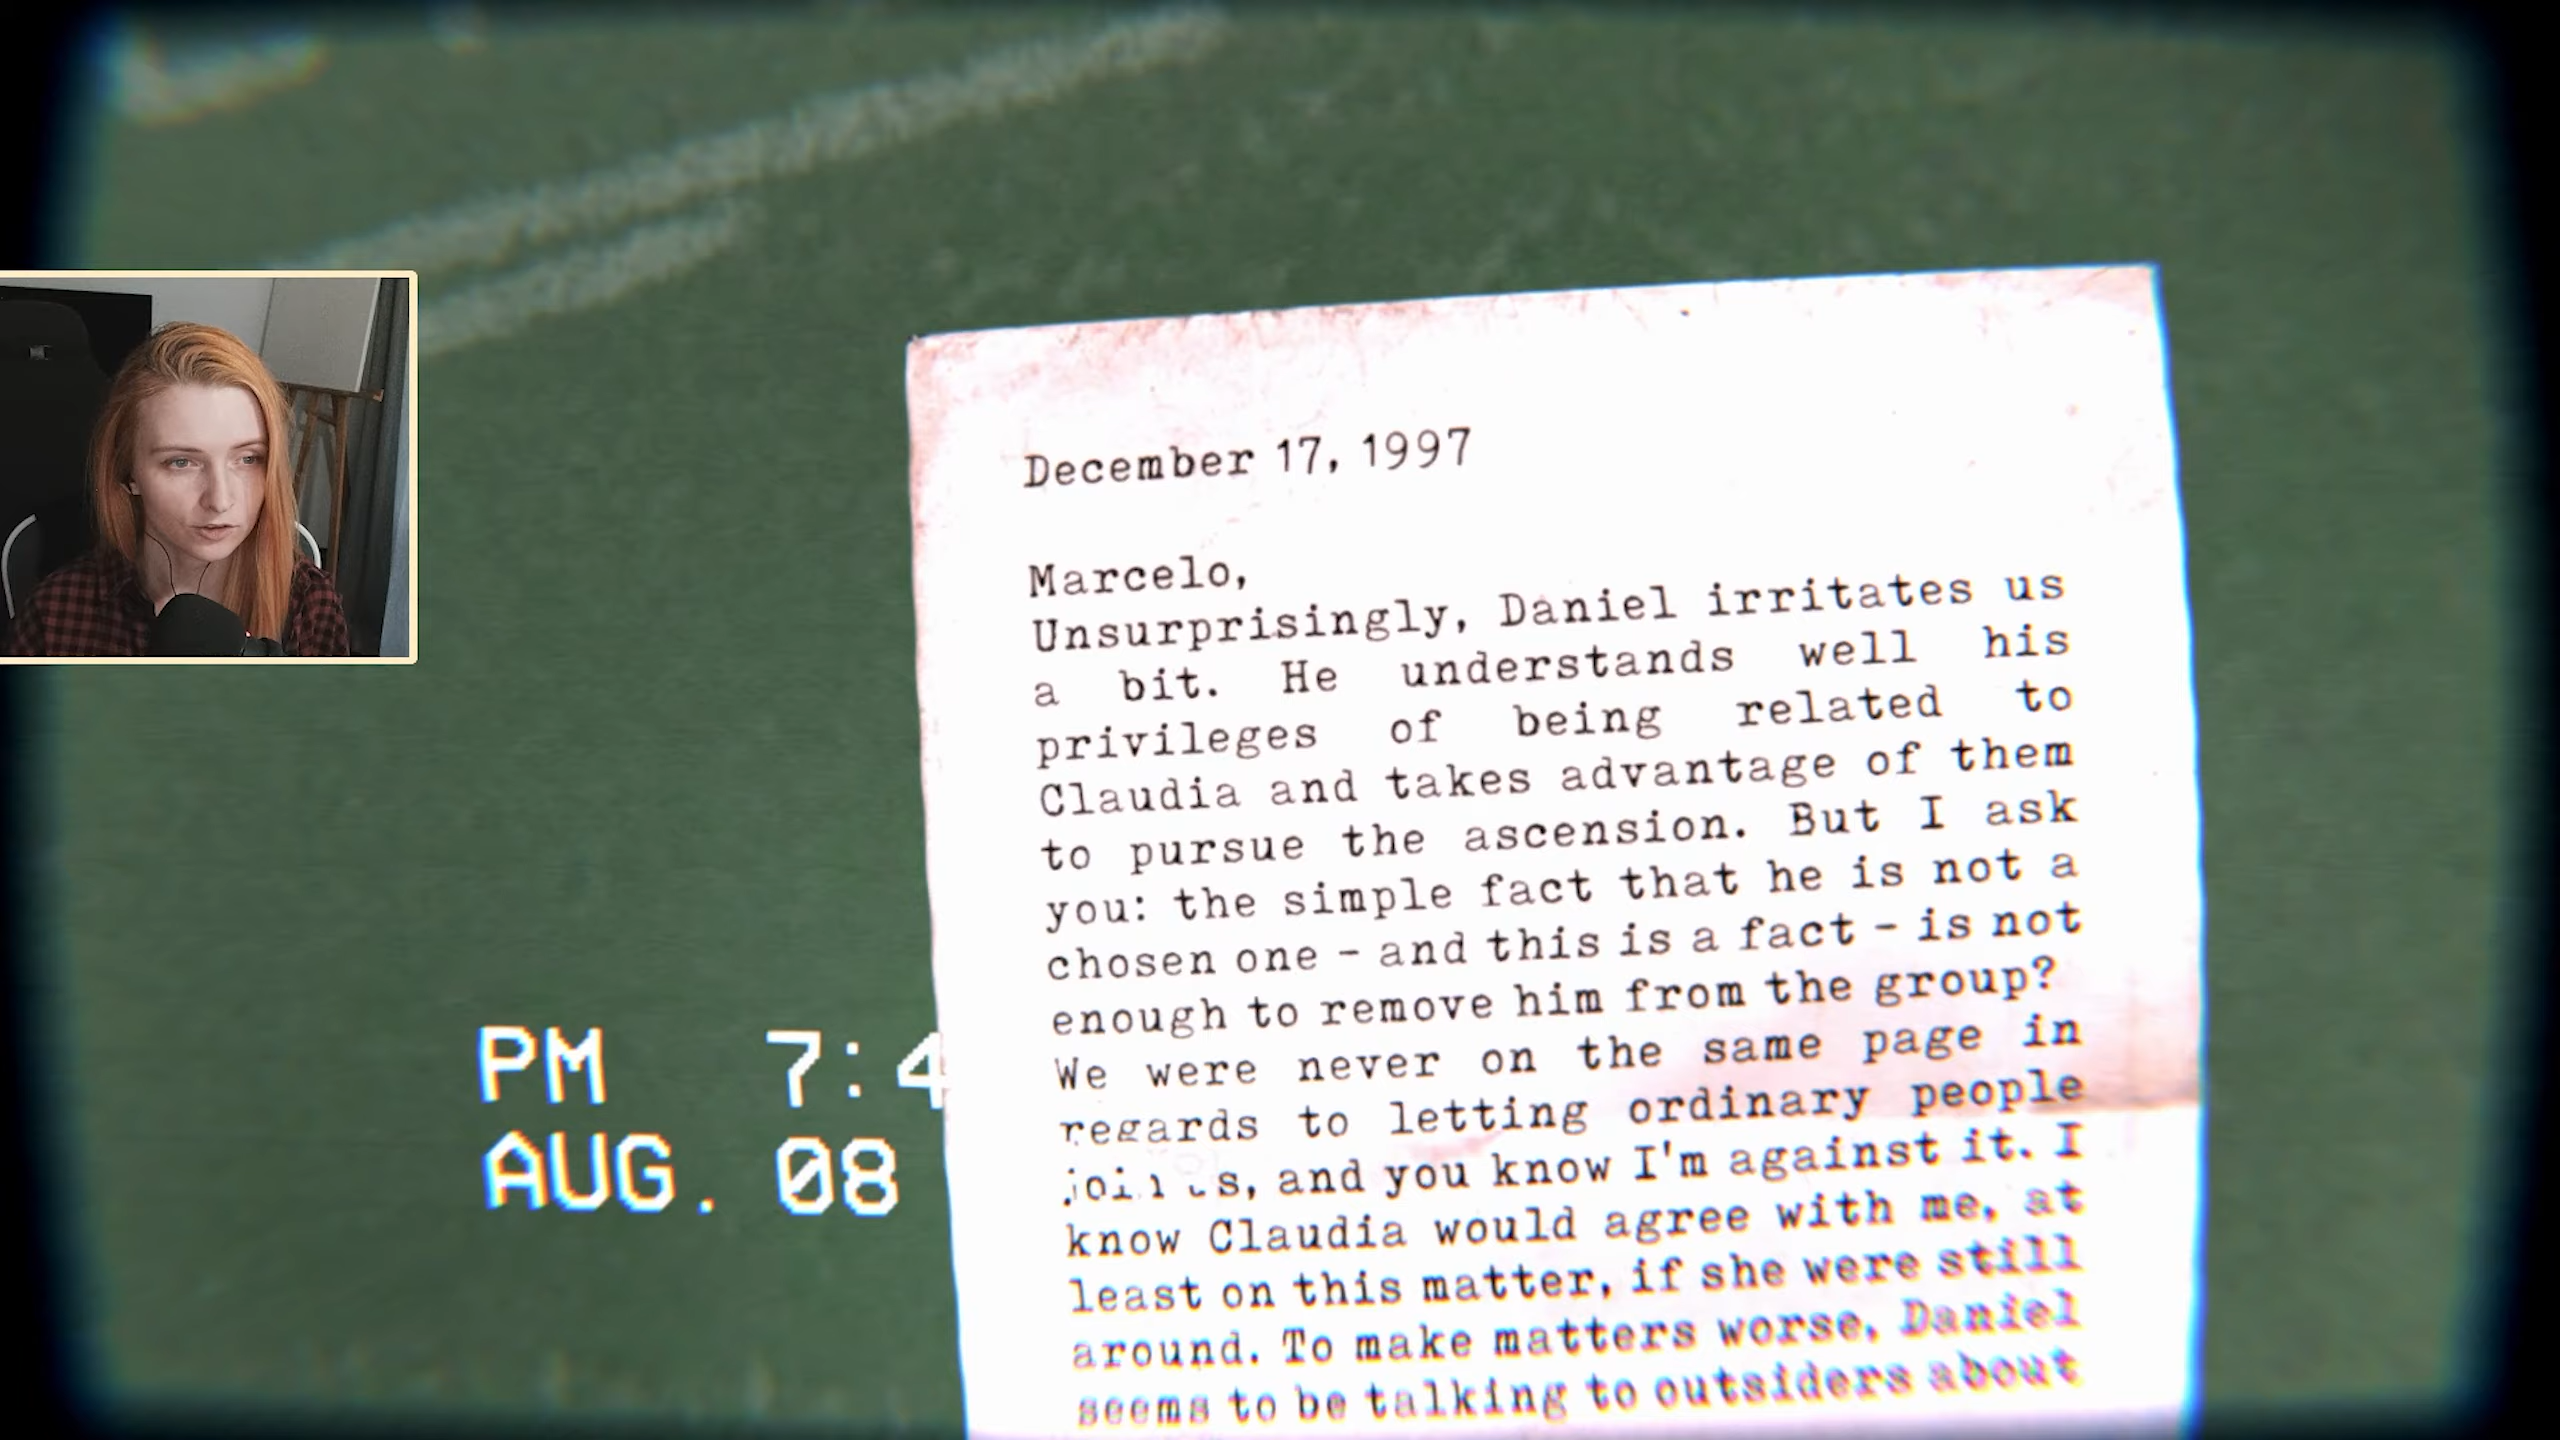 December 17, 1997
Marcelo,
Unsurprisingly, Daniel irritates us
a bit. He understands well his
privileges of being related to
Claudia and takes advantage of them
to pursue the ascension. But I ask
you: the simple fact that he is not a
chosen one - and this is a fact - is not
enough to remove him from the group?
We were never on the same page in
regards to letting ordinary people
and you know I'm against it. I
know Claudia would agree with me, at
least on this matter, if she were still
around. To make matters worse, Daniel
seems to be talking to outsiders about
PM 7:4
AUG. 08